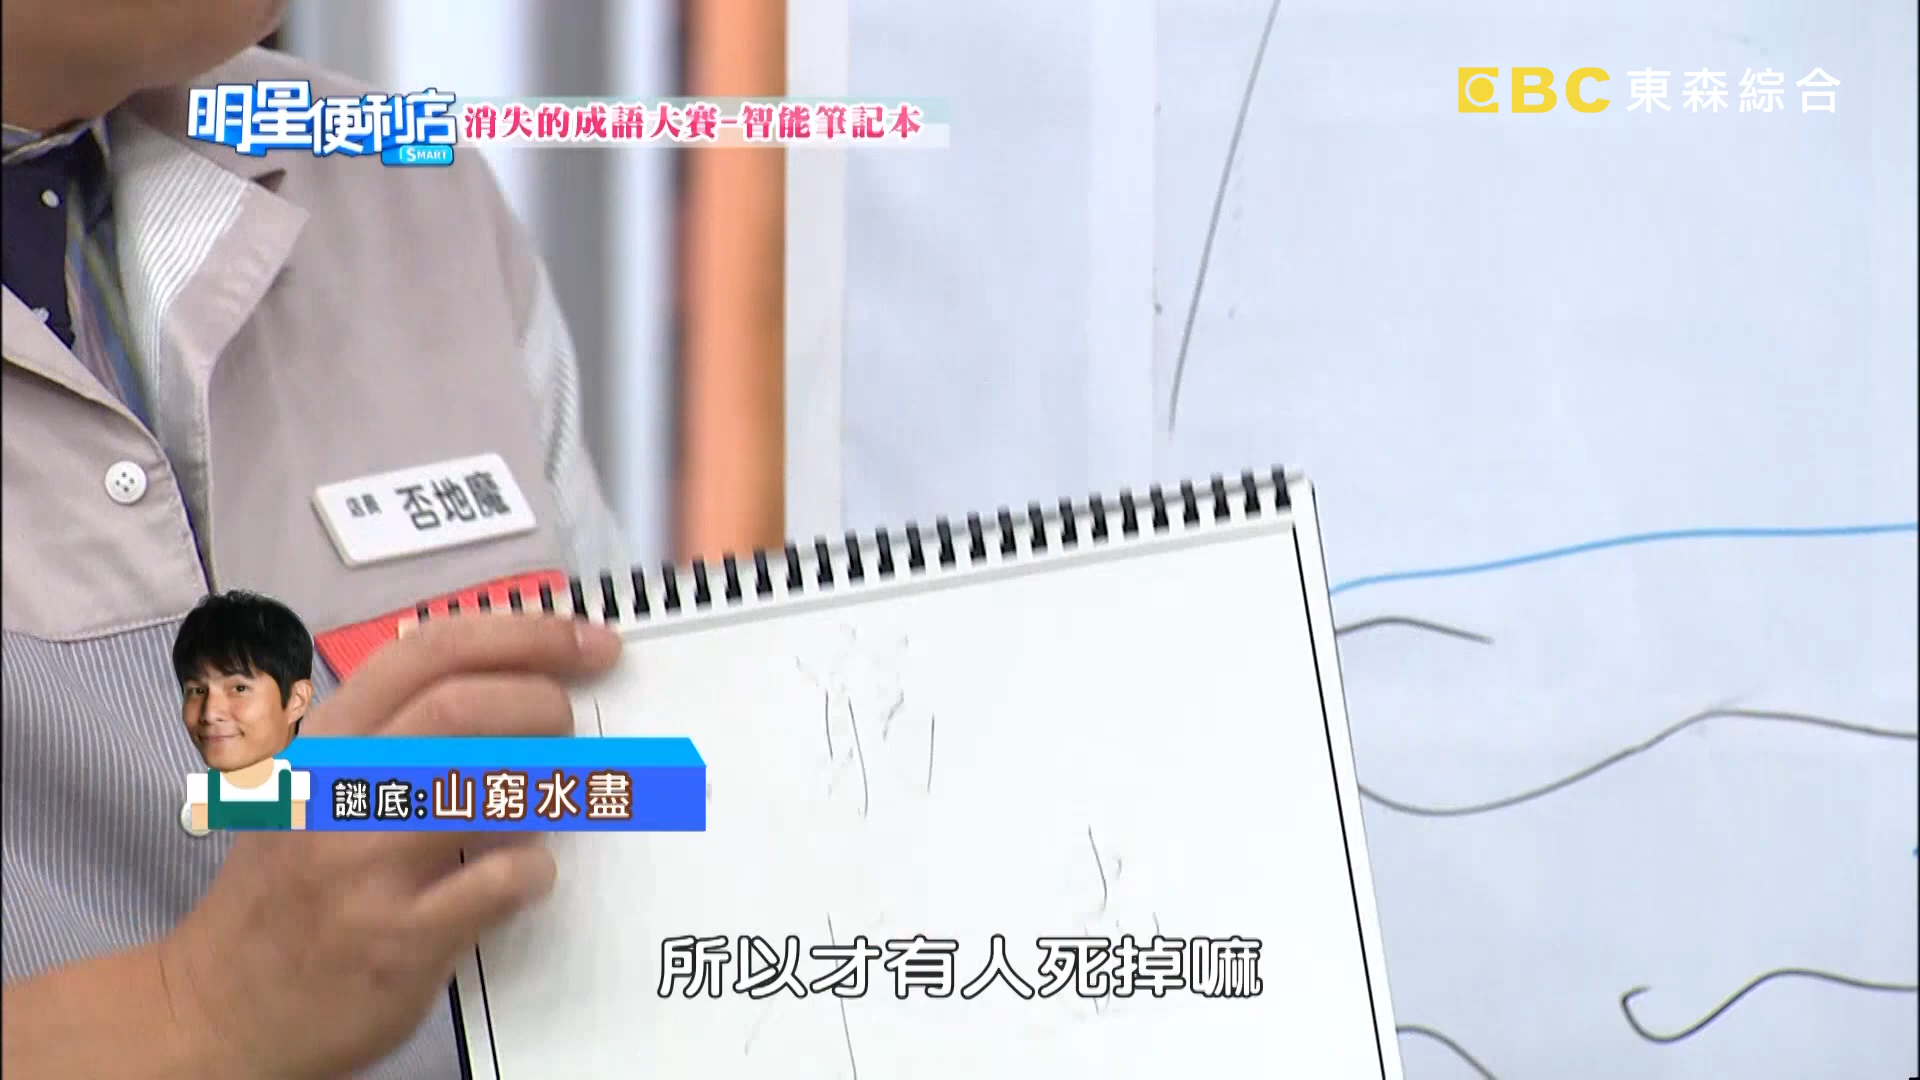 明星便利店
SMART
消失的成語大賽-智能筆記本
EBC 東森綜合
店長 否地魔
謎底:山窮水盡
所以才有人死掉嘛